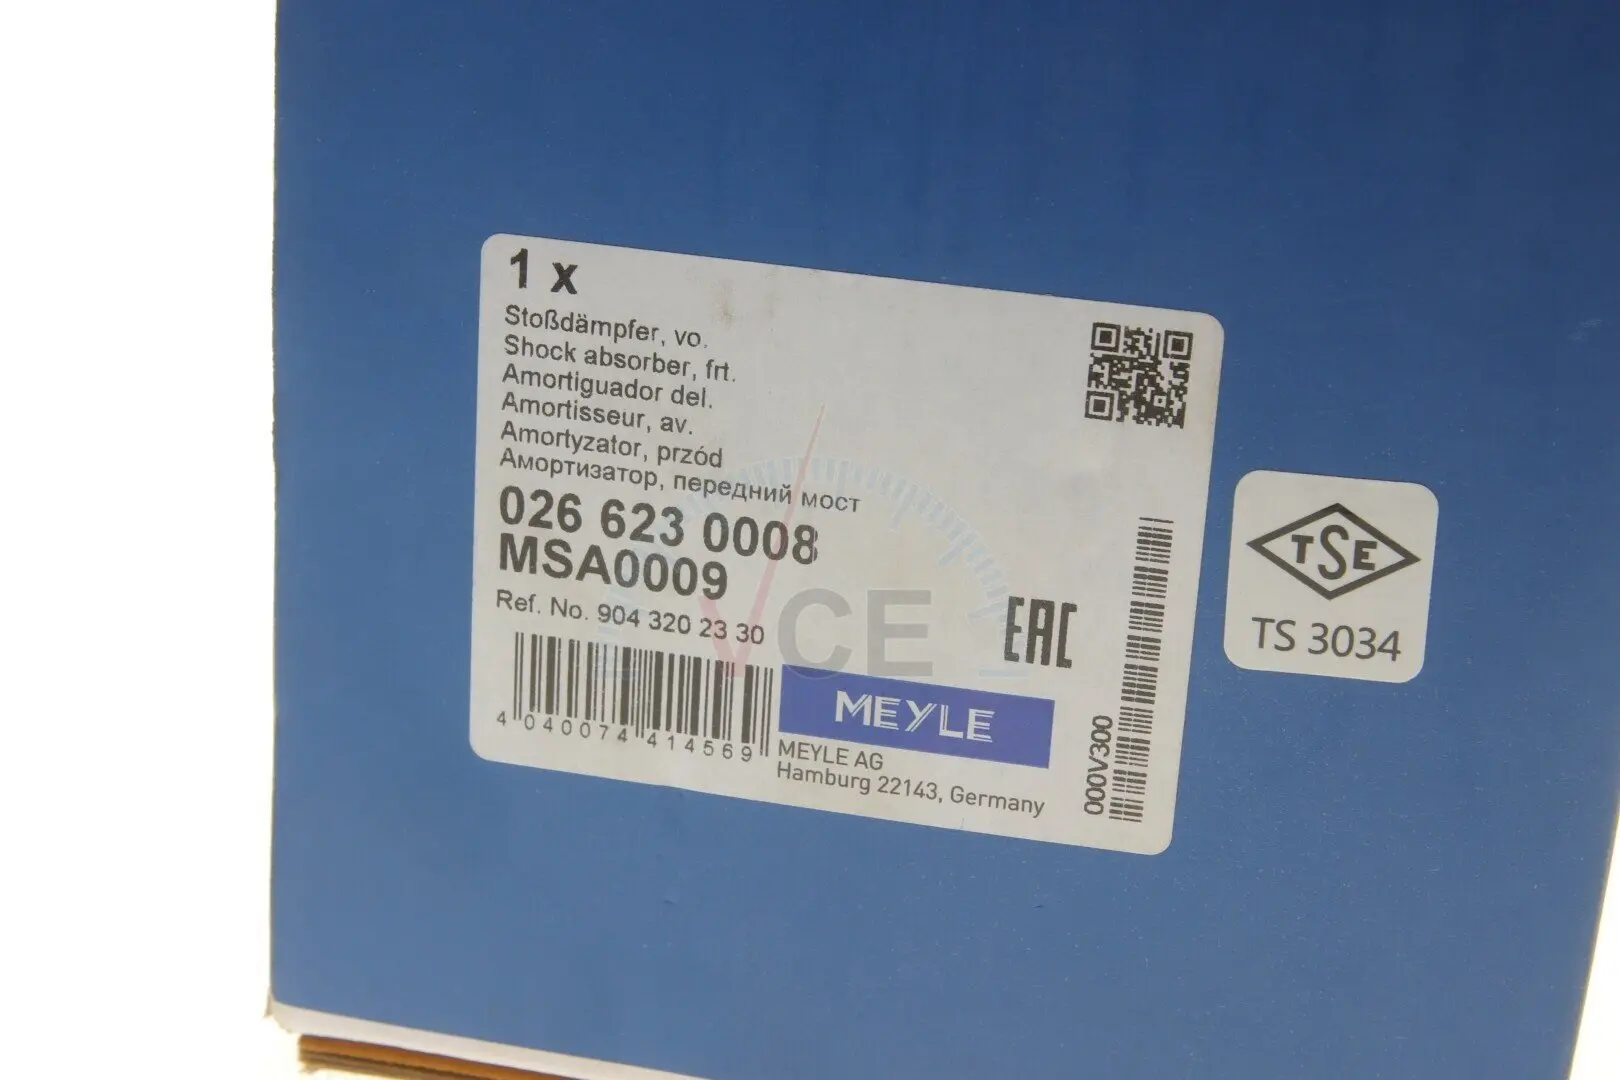 1 x
Stoßdämpfer, vo.
Shock absorber, frt.
Amortiguador del.
Amortisseur, av.
Amortyzator, przód
Амортизатор, передний мост
026 623 0008
MSA0009
Ref. No. 904 320 23 30
4 040074 414569
MEYLE
MEYLE AG
Hamburg 22143, Germany
EAC
000V300
TSE
TS 3034
VCE